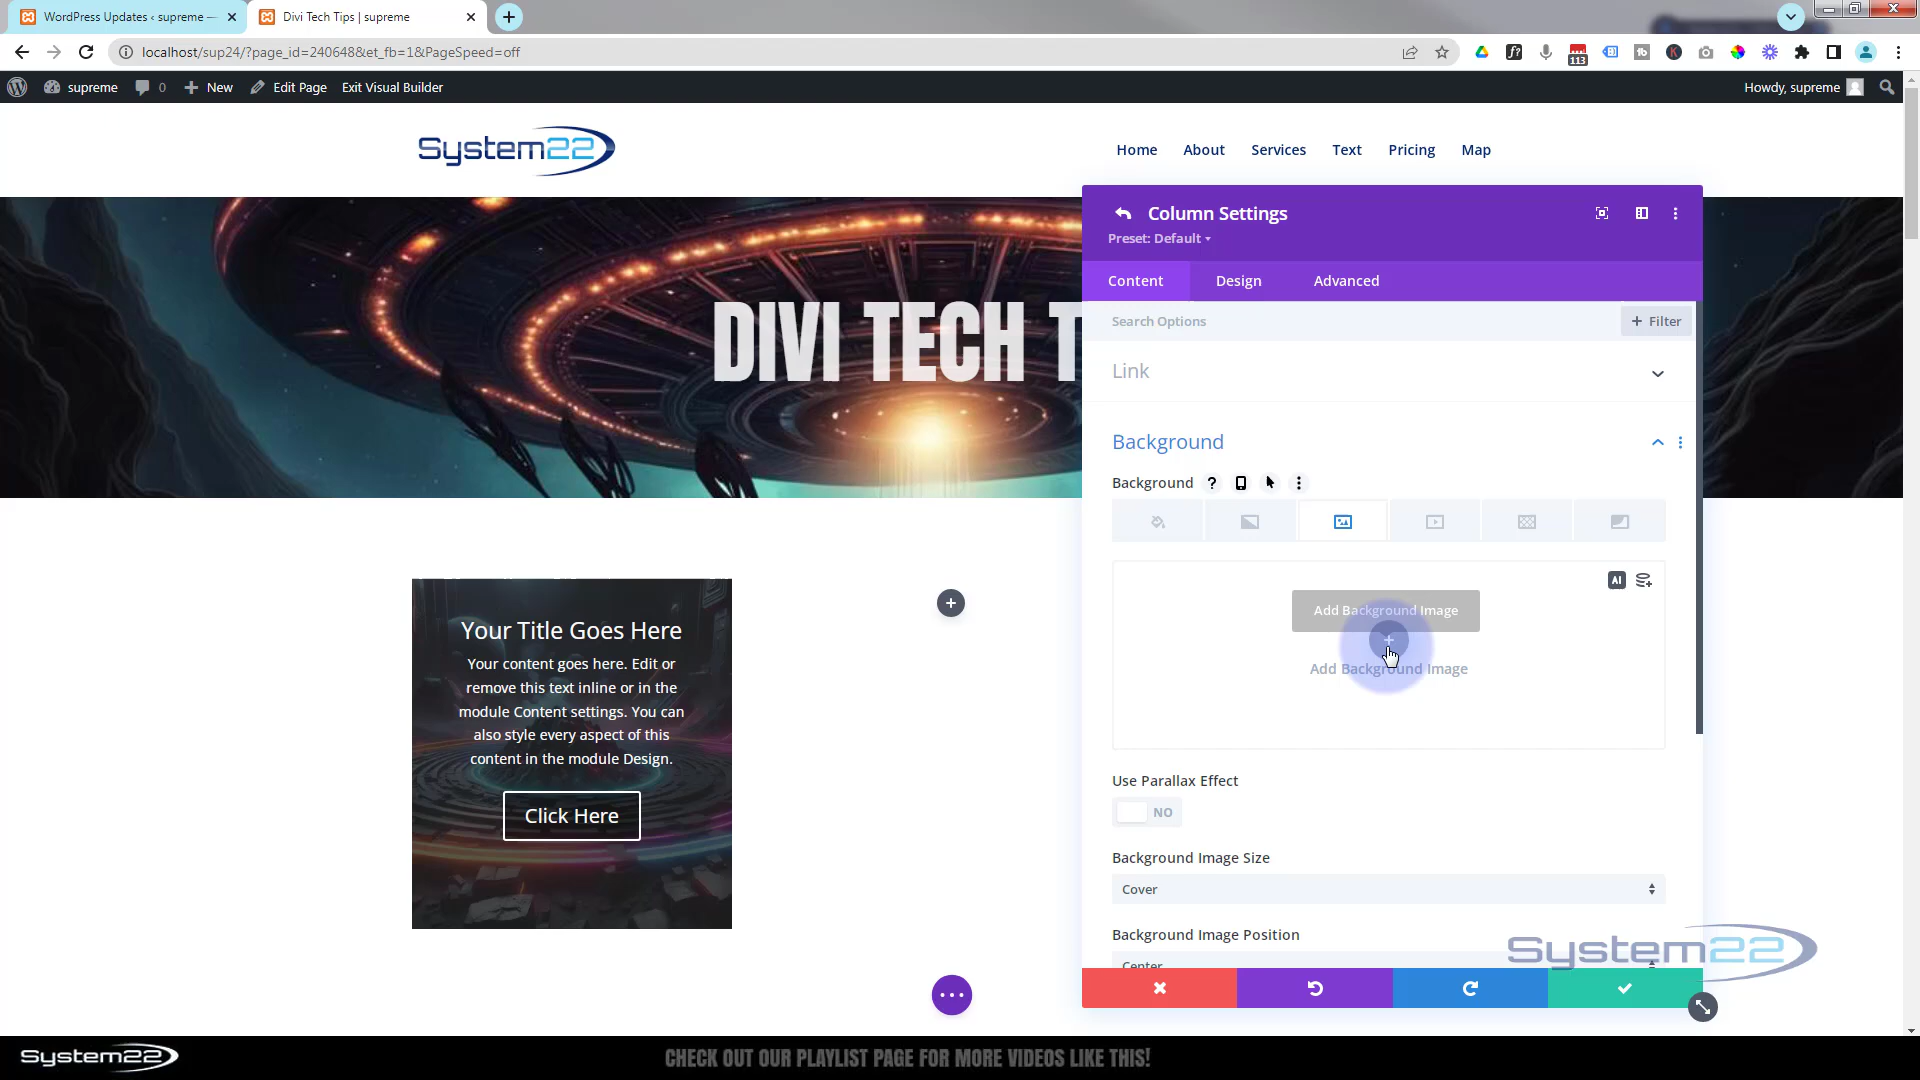 WordPress Updates ‹ supreme —
Divi Tech Tips | supreme
localhost/sup24/?page_id=240648&et_fb=1&PageSpeed=off
113
supreme
0
New
Edit Page
Exit Visual Builder
Howdy, supreme
System22
Home
About
Services
Text
Pricing
Map
DIVI TECH T
Column Settings
Preset: Default
Content
Design
Advanced
Search Options
+ Filter
Link
Background
Background
AI
Add Background Image
Add Background Image
Use Parallax Effect
NO
Background Image Size
Cover
Background Image Position
Center
Your Title Goes Here
Your content goes here. Edit or
remove this text inline or in the
module Content settings. You can
also style every aspect of this
content in the module Design.
Click Here
System22
System22
CHECK OUT OUR PLAYLIST PAGE FOR MORE VIDEOS LIKE THIS!